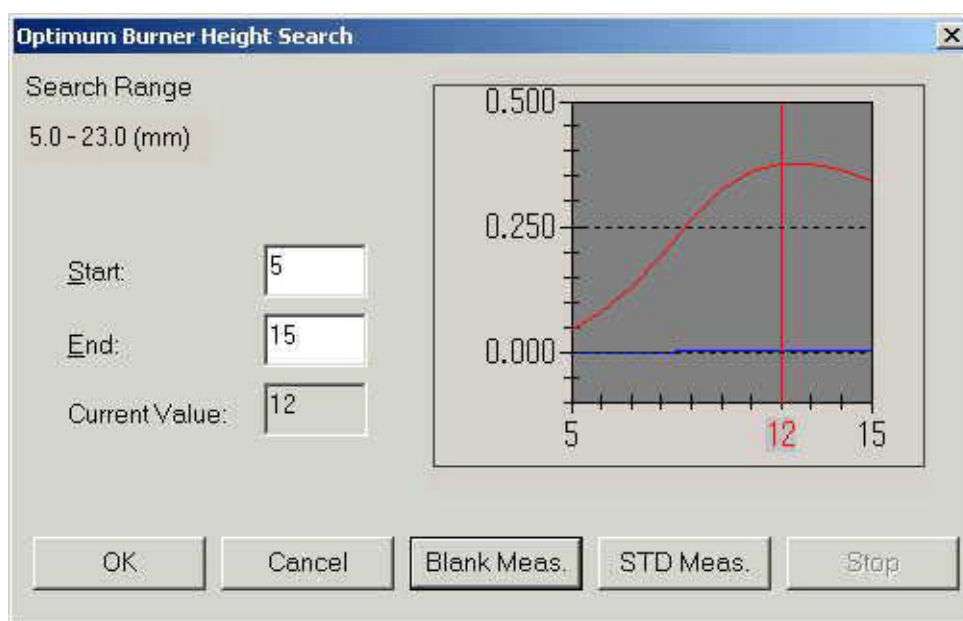 Optimum Burner Height Search
Search Range
5.0 - 23.0 (mm)
Start: 5
End: 15
Current Value: 12
0.500
0.250
0.000
5 12 15
OK Cancel Blank Meas. STD Meas. Stop